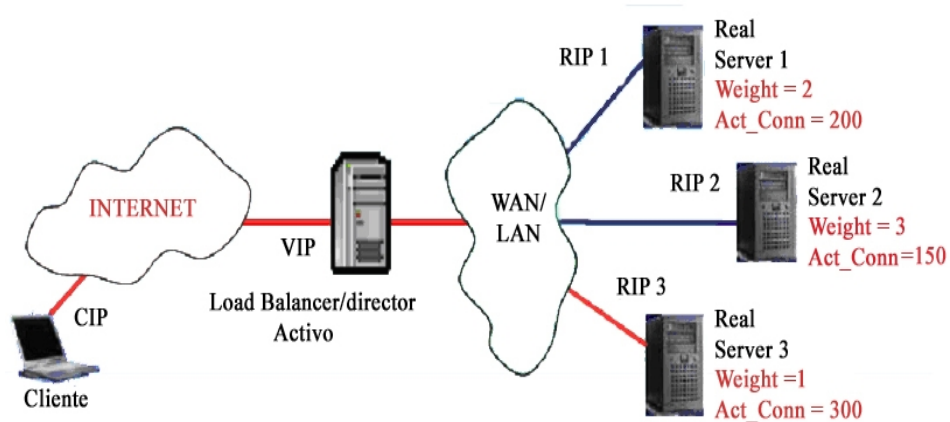 INTERNET
CIP
Cliente
VIP
Load Balancer/director
Activo
WAN/
LAN
RIP 1
Real
Server 1
Weight = 2
Act_Conn = 200
RIP 2
Real
Server 2
Weight = 3
Act_Conn=150
RIP 3
Real
Server 3
Weight =1
Act_Conn = 300